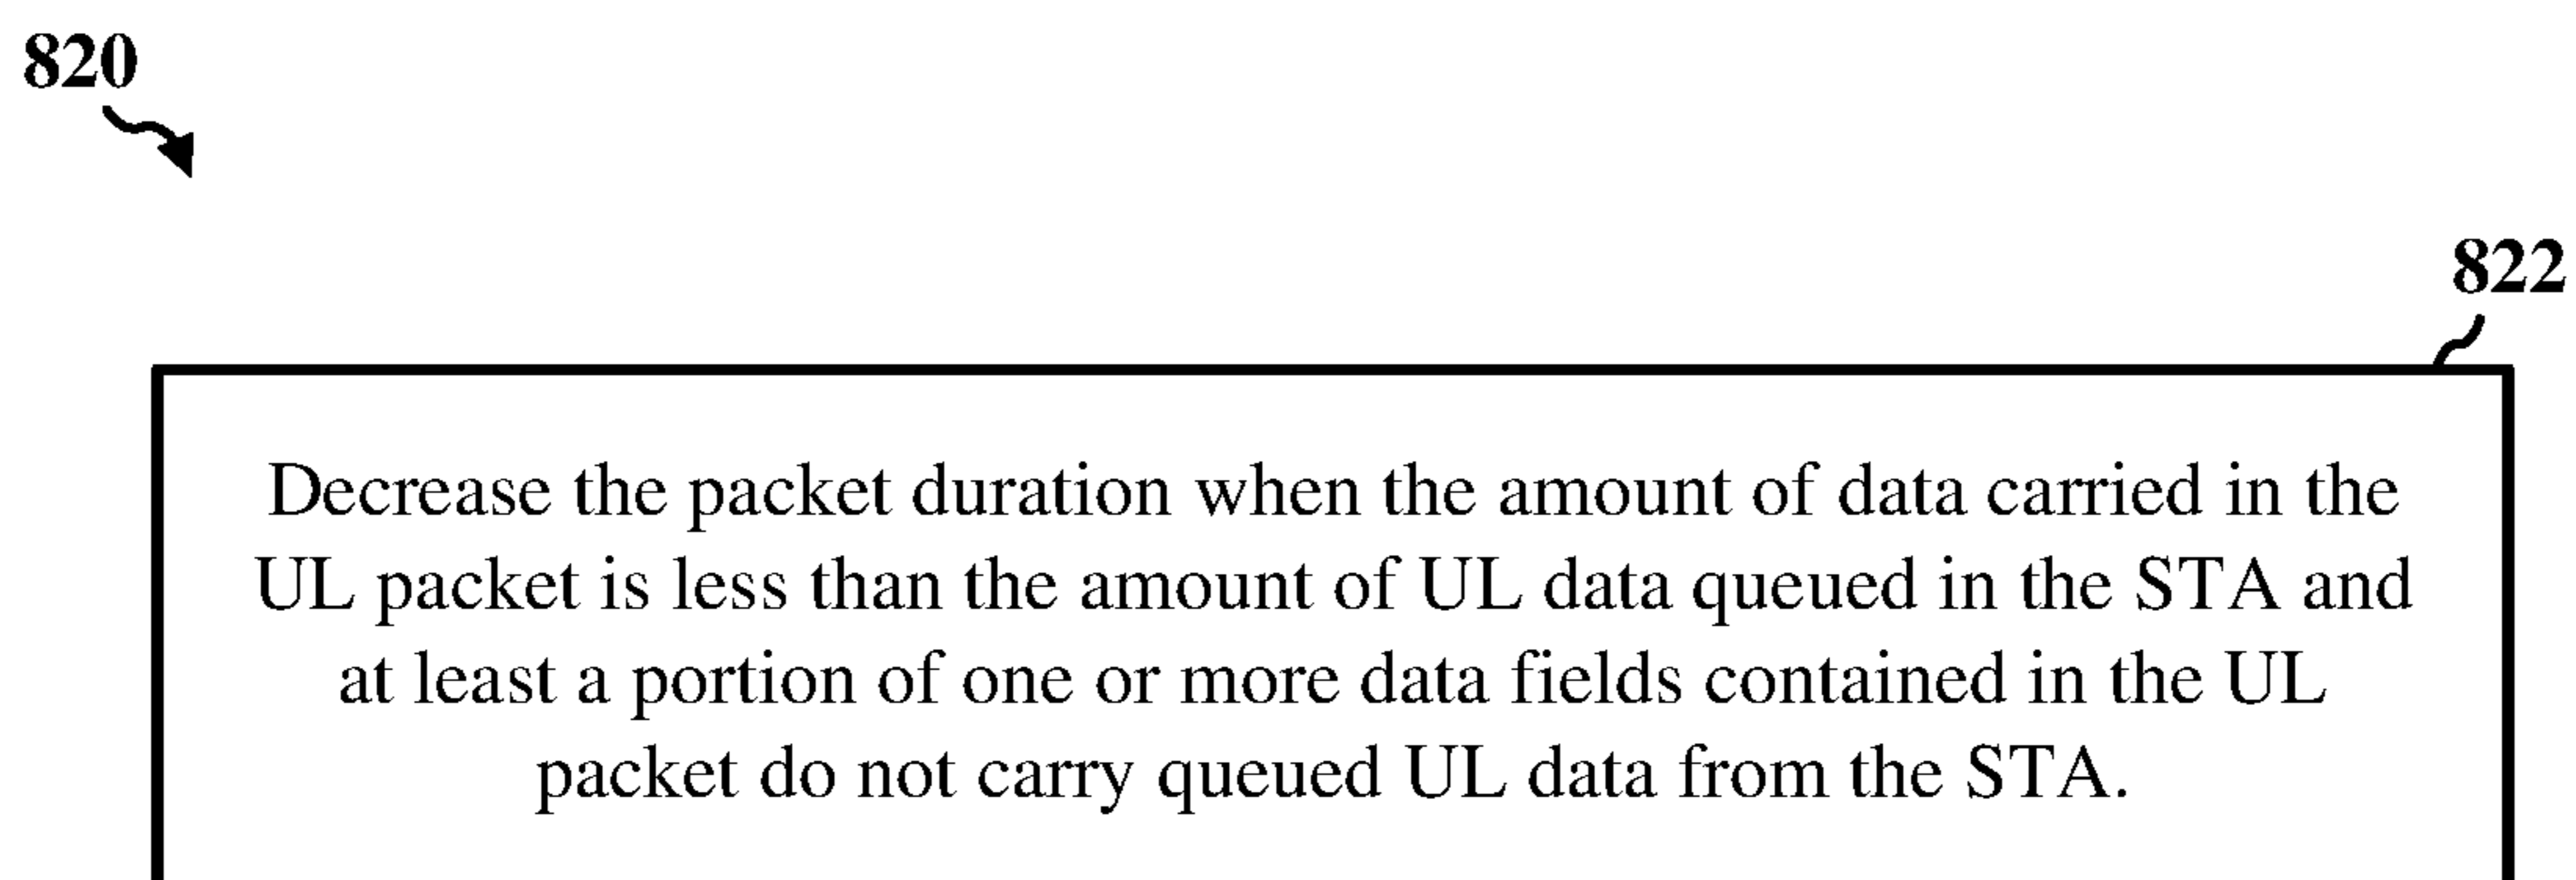 820
822
Decrease the packet duration when the amount of data carried in the
UL packet is less than the amount of UL data queued in the STA and
at least a portion of one or more data fields contained in the UL
packet do not carry queued UL data from the STA.